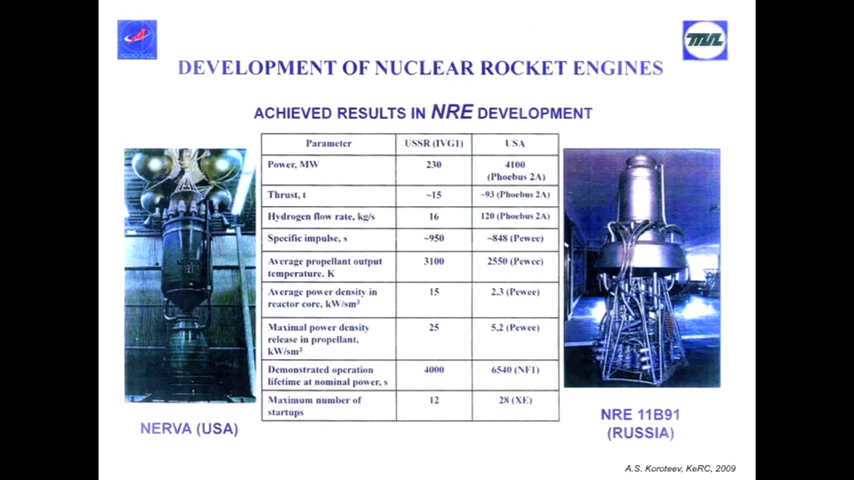 DEVELOPMENT OF NUCLEAR ROCKET ENGINES
ACHIEVED RESULTS IN NRE DEVELOPMENT
Parameter USSR (IVG1) USA
Power, MW 230 4100
(Phoebus 2A)
Thrust, t ~15 ~93 (Phoebus 2A)
Hydrogen flow rate, kg/s 16 120 (Phoebus 2A)
Specific impulse, s ~950 ~848 (Pewee)
Average propellant output
temperature, K 3100 2550 (Pewee)
Average power density in
reactor core, kW/sm³ 15 2,3 (Pewee)
Maximal power density
release in propellant,
kW/sm³ 25 5,2 (Pewee)
Demonstrated operation
lifetime at nominal power, s 4000 6540 (NF1)
Maximum number of
startups 12 28 (XE)
NERVA
NERVA (USA)
NRE 11B91
(RUSSIA)
A.S. Koroteev, KeRC, 2009